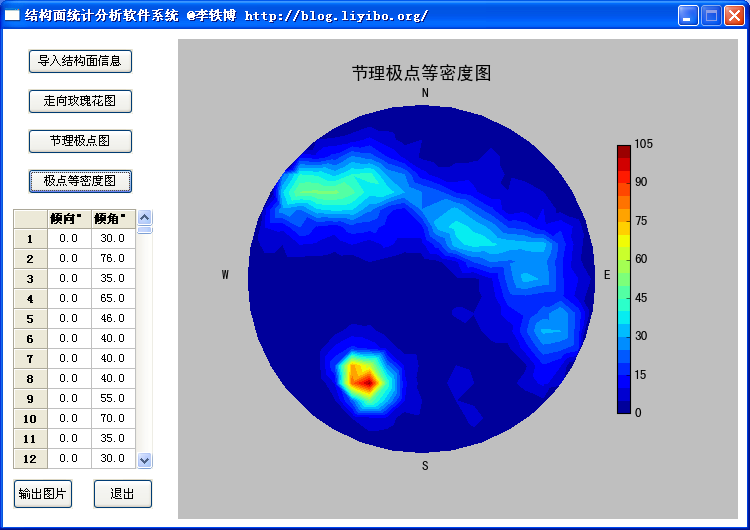 结构面统计分析软件系统 @李铁博 http://blog.liyibo.org/
导入结构面信息
走向玫瑰花图
节理极点图
极点等密度图
倾向° 倾角°
1 0.0 30.0
2 0.0 76.0
3 0.0 35.0
4 0.0 65.0
5 0.0 46.0
6 0.0 40.0
7 0.0 40.0
8 0.0 40.0
9 0.0 55.0
10 0.0 70.0
11 0.0 35.0
12 0.0 30.0
输出图片 退出
节理极点等密度图
N
W E
S
105
90
75
60
45
30
15
0